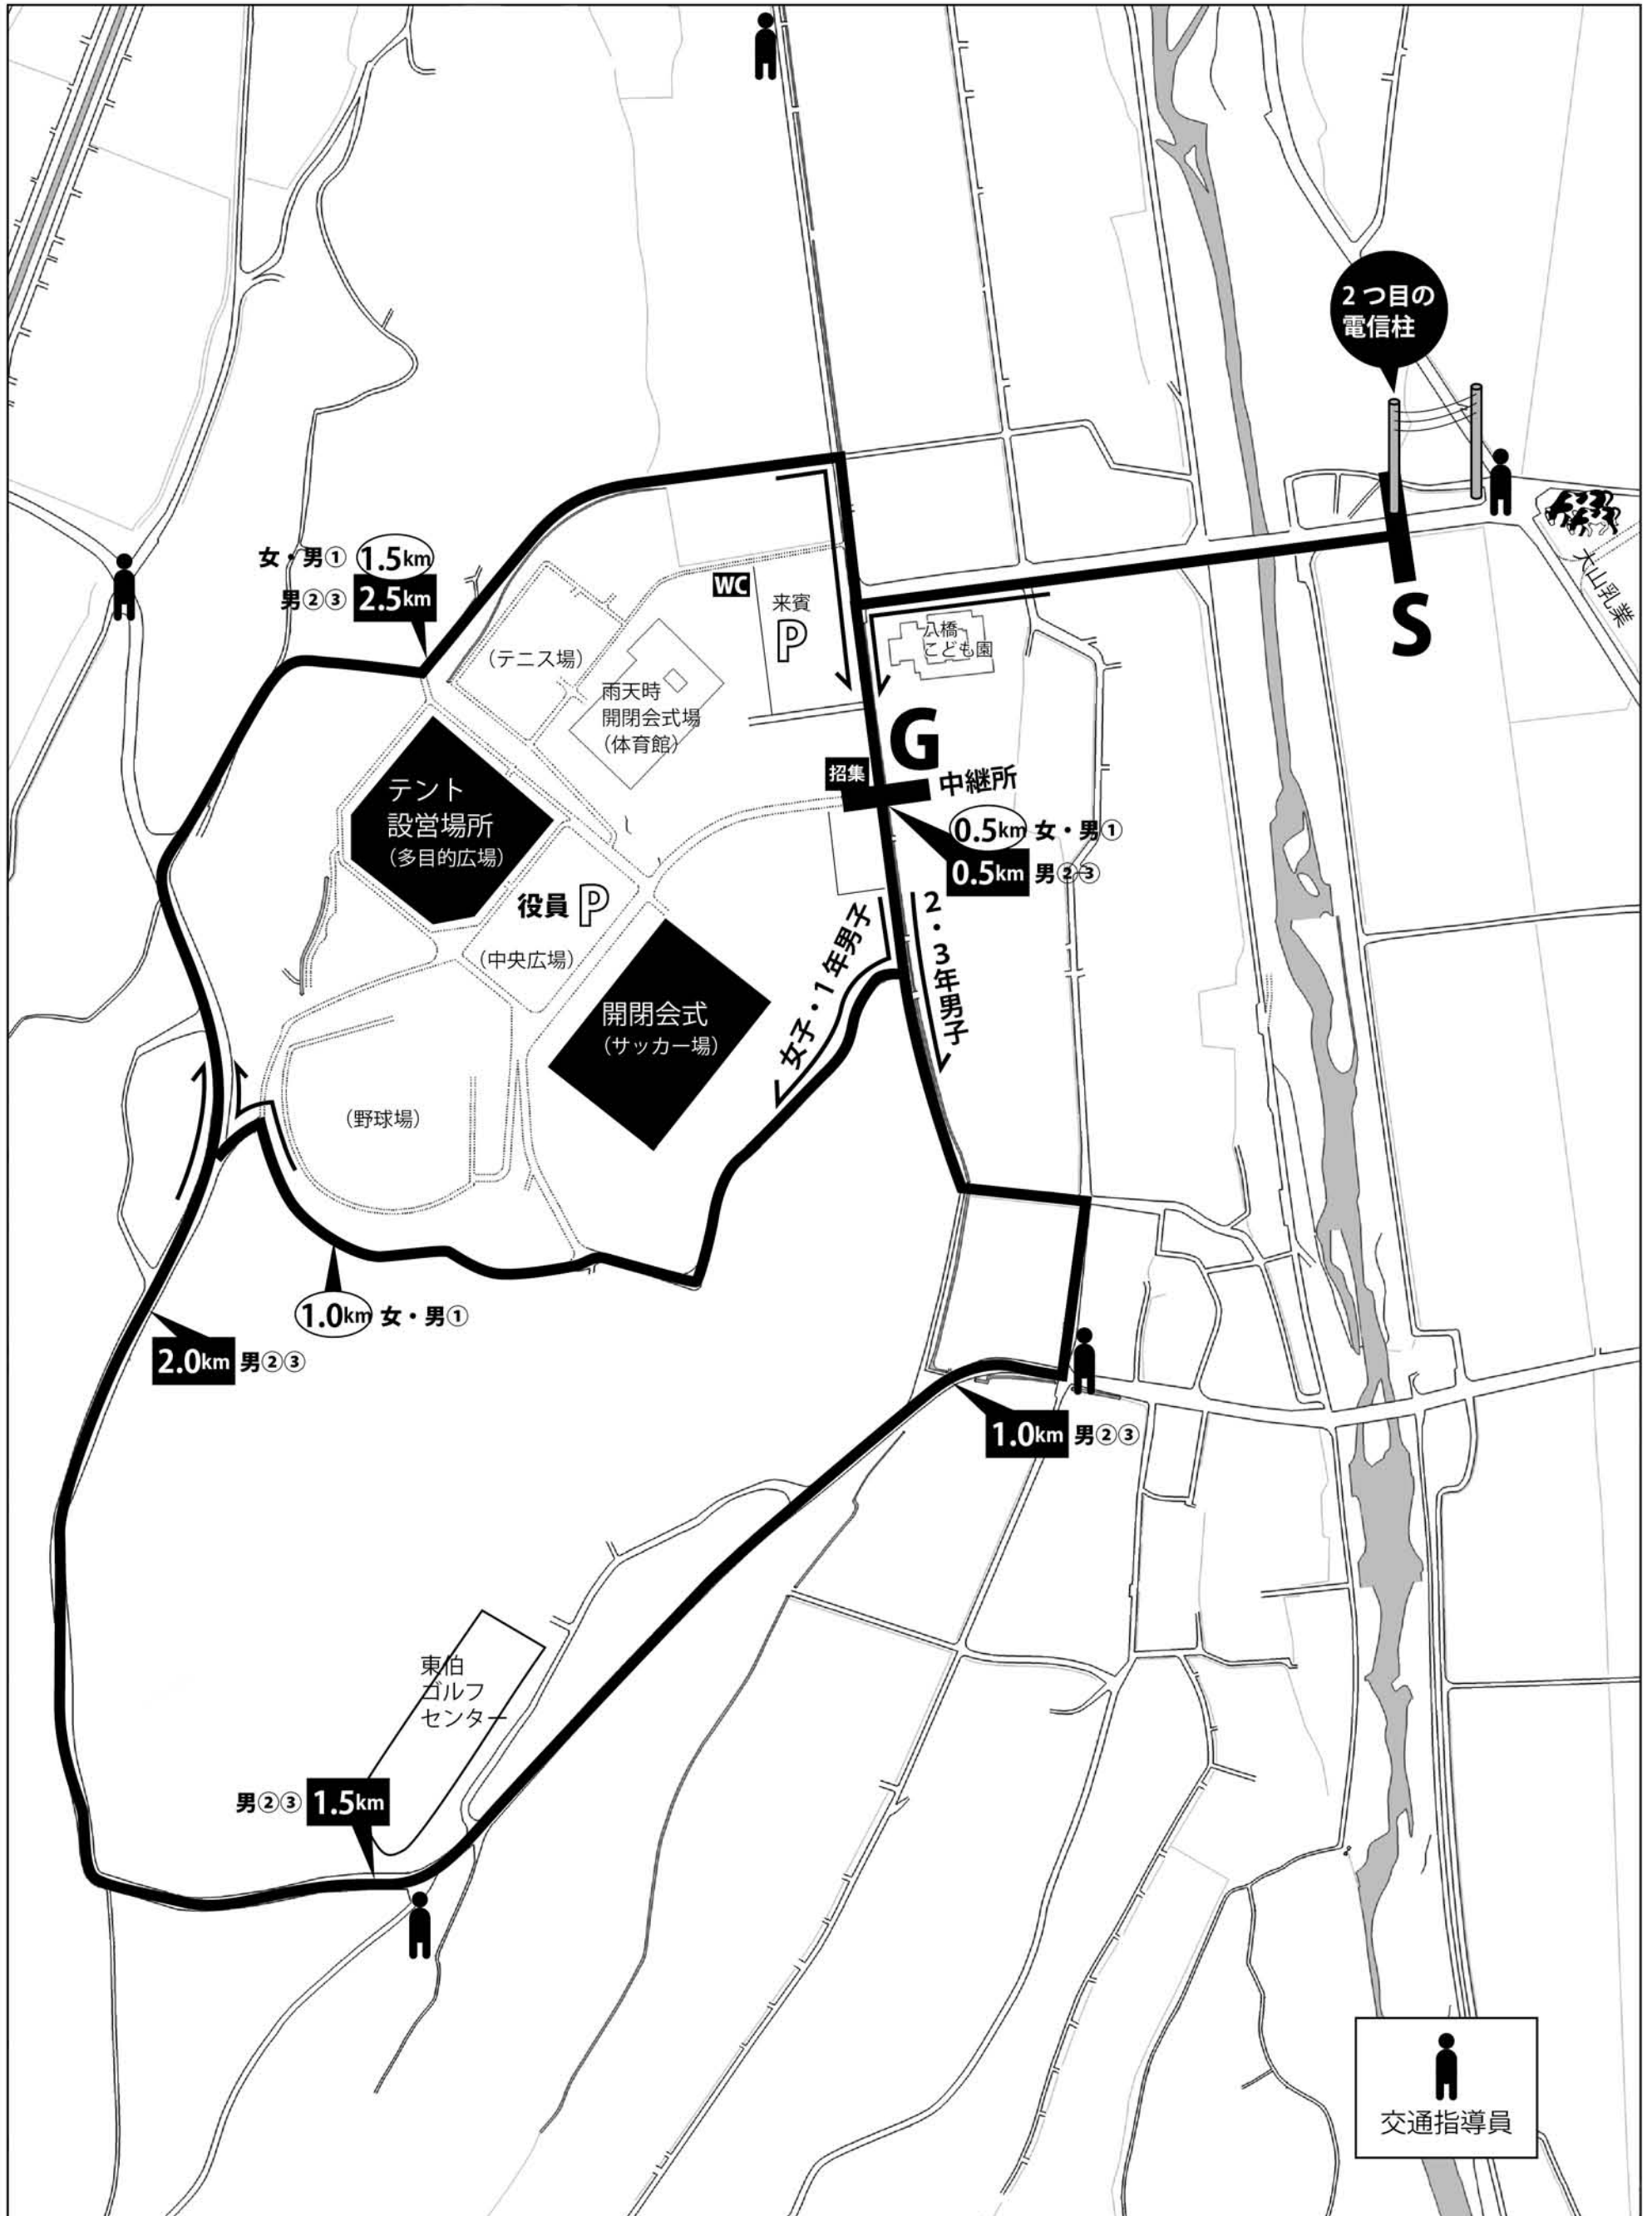 2つ目の
電信柱
大山乳業
S
女・男① 1.5km
男②③ 2.5km
WC
来賓
P
八橋
こども園
(テニス場)
雨天時
開閉会式場
(体育館)
G
招集
中継所
テント
設営場所
(多目的広場)
0.5km 女・男①
0.5km 男②③
役員 P
(中央広場)
女子・1年男子
2・3年男子
開閉会式
(サッカー場)
(野球場)
1.0km 女・男①
2.0km 男②③
1.0km 男②③
東伯
ゴルフ
センター
男②③ 1.5km
交通指導員